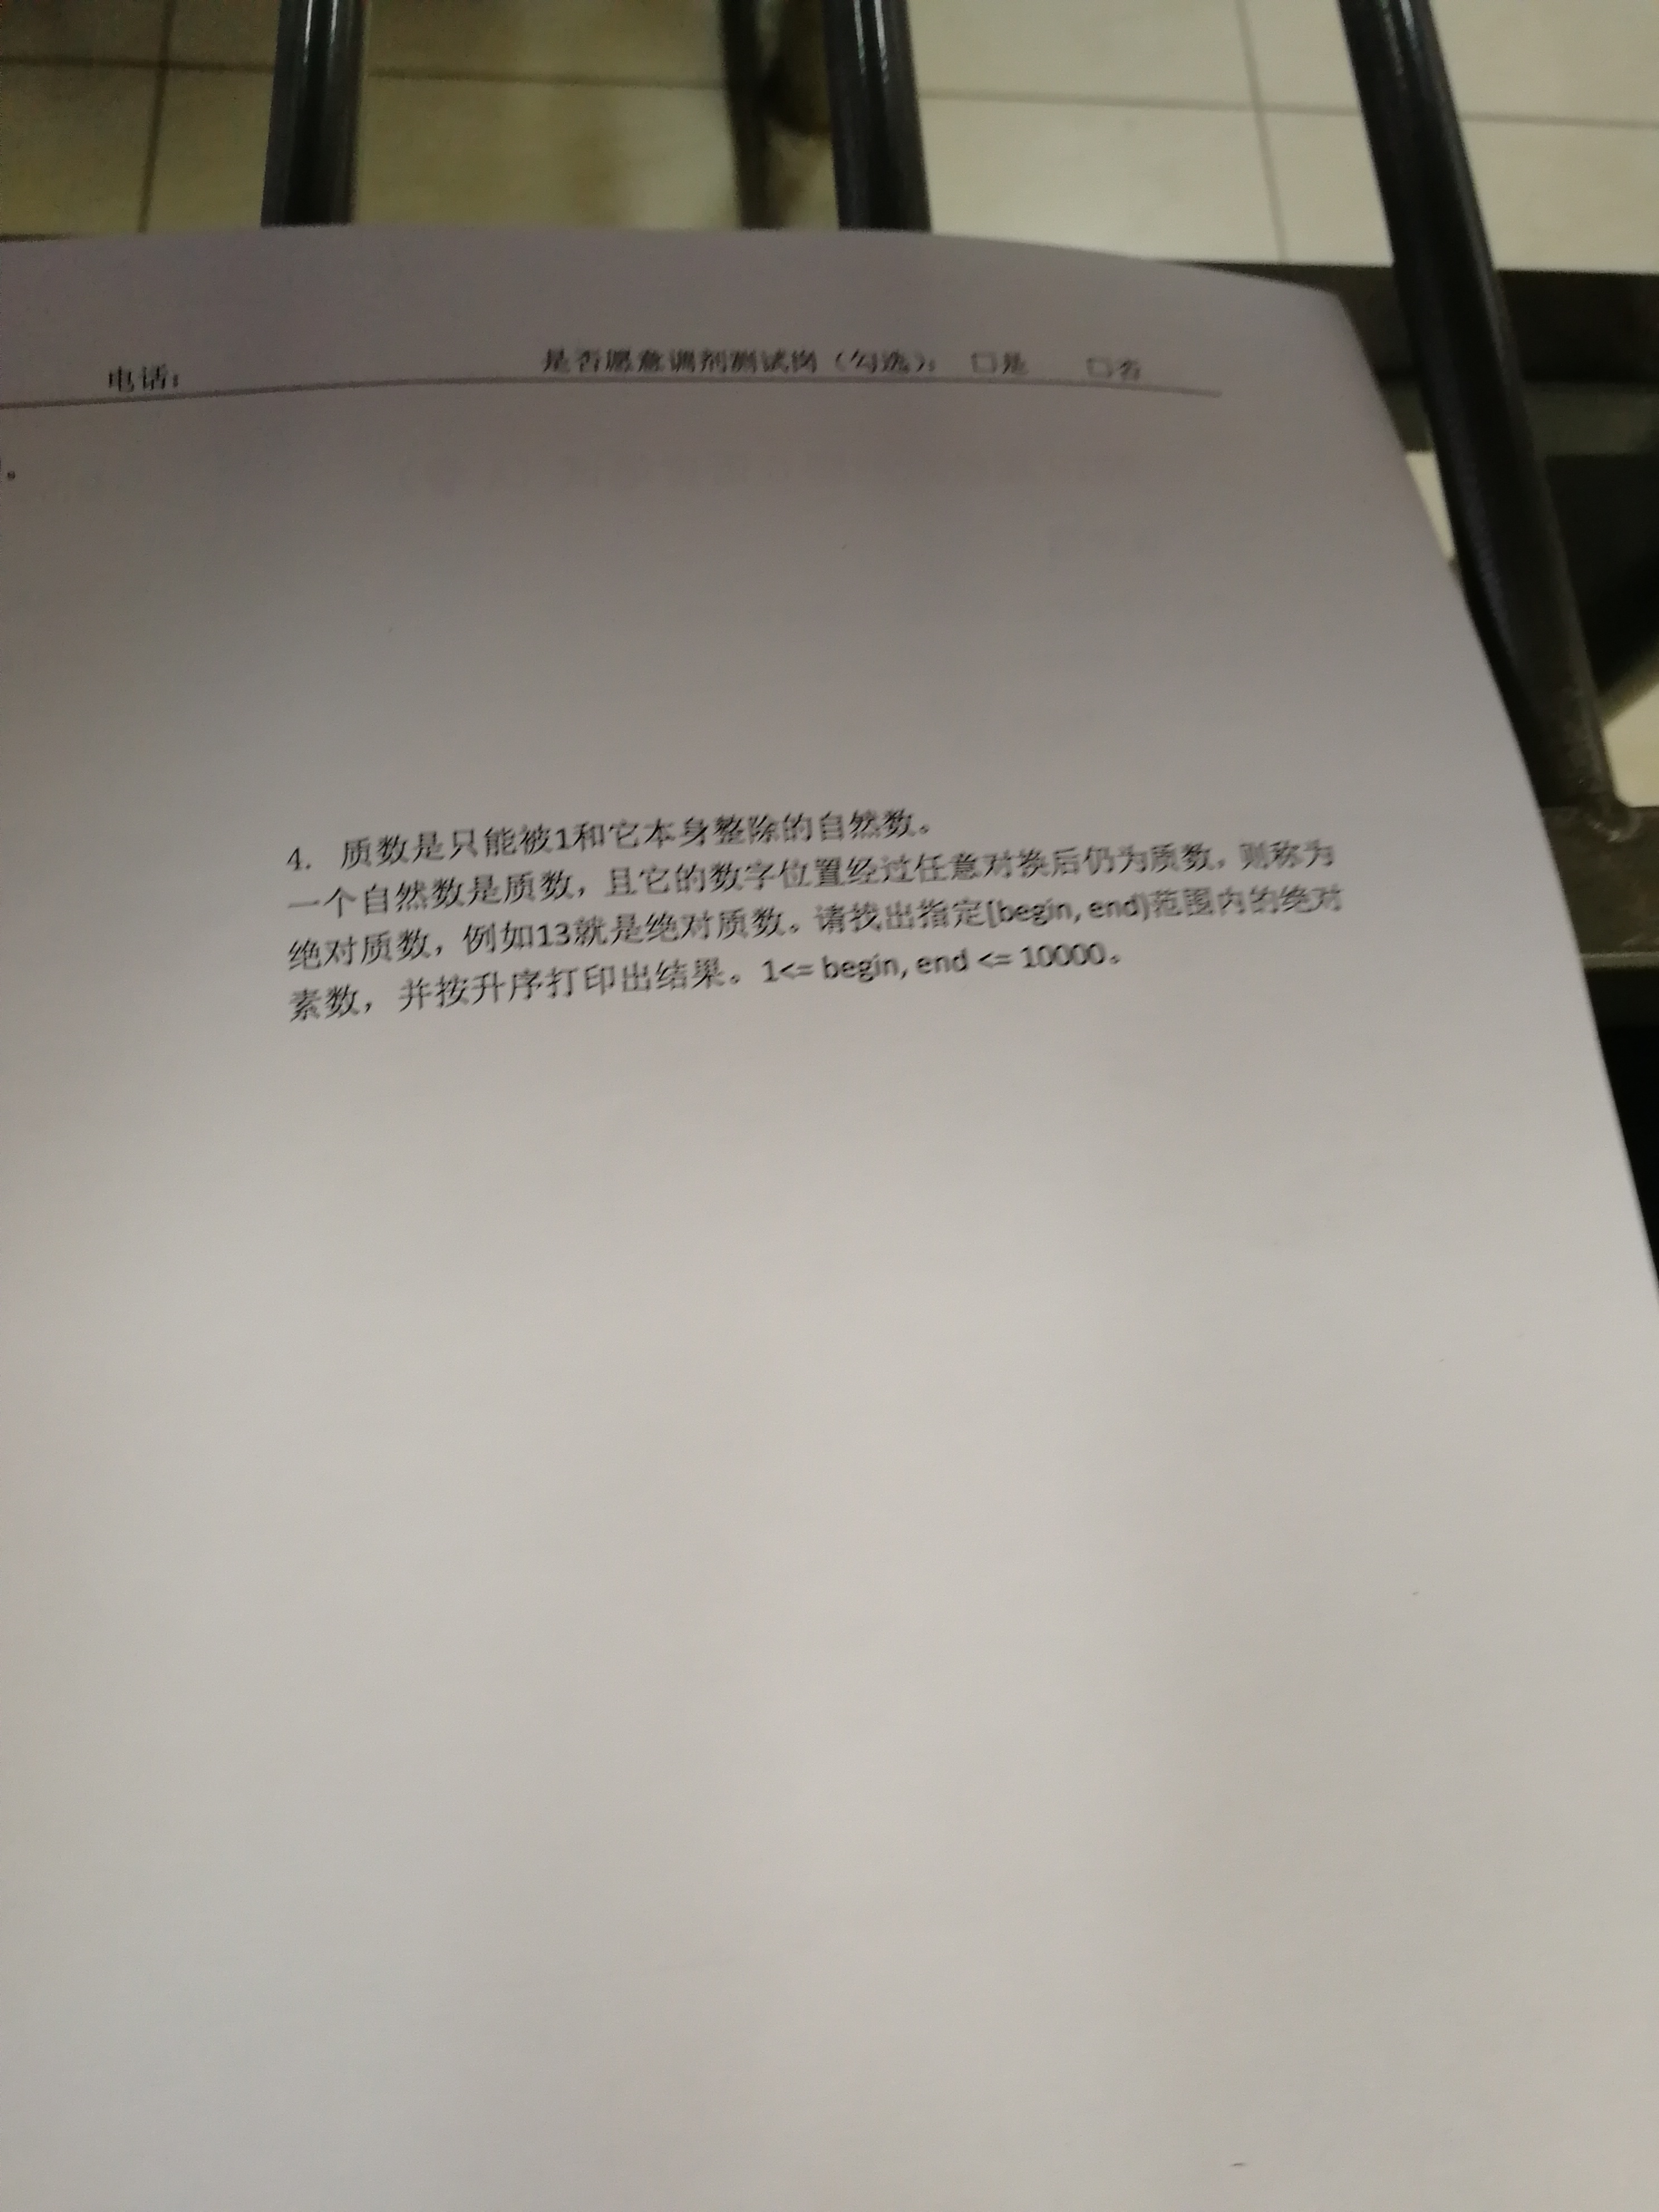 电话：
是否愿意调剂测试岗（勾选）： □是 □否
4. 质数是只能被1和它本身整除的自然数。
一个自然数是质数，且它的数字位置经过任意对换后仍为质数，则称为
绝对质数，例如13就是绝对质数。请找出指定[begin, end)范围内的绝对
素数，并按升序打印出结果。1<= begin, end <= 10000。